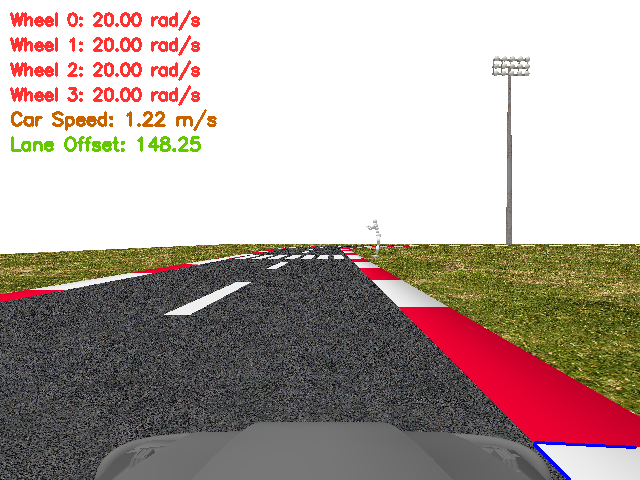 Wheel 0: 20.00 rad/s
Wheel 1: 20.00 rad/s
Wheel 2: 20.00 rad/s
Wheel 3: 20.00 rad/s
Car Speed: 1.22 m/s
Lane Offset: 148.25